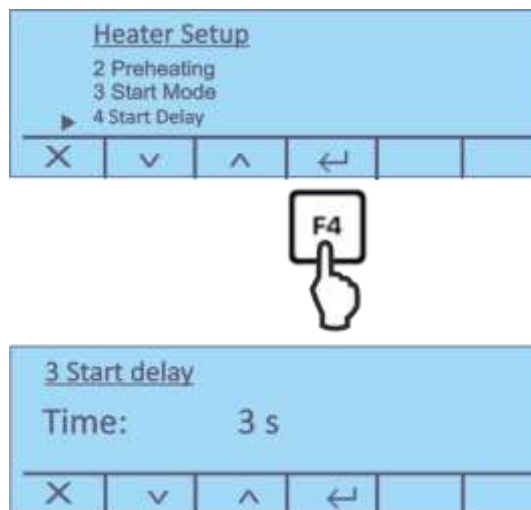 Heater Setup
2 Preheating
3 Start Mode
4 Start Delay
F4
3 Start delay
Time: 3 s